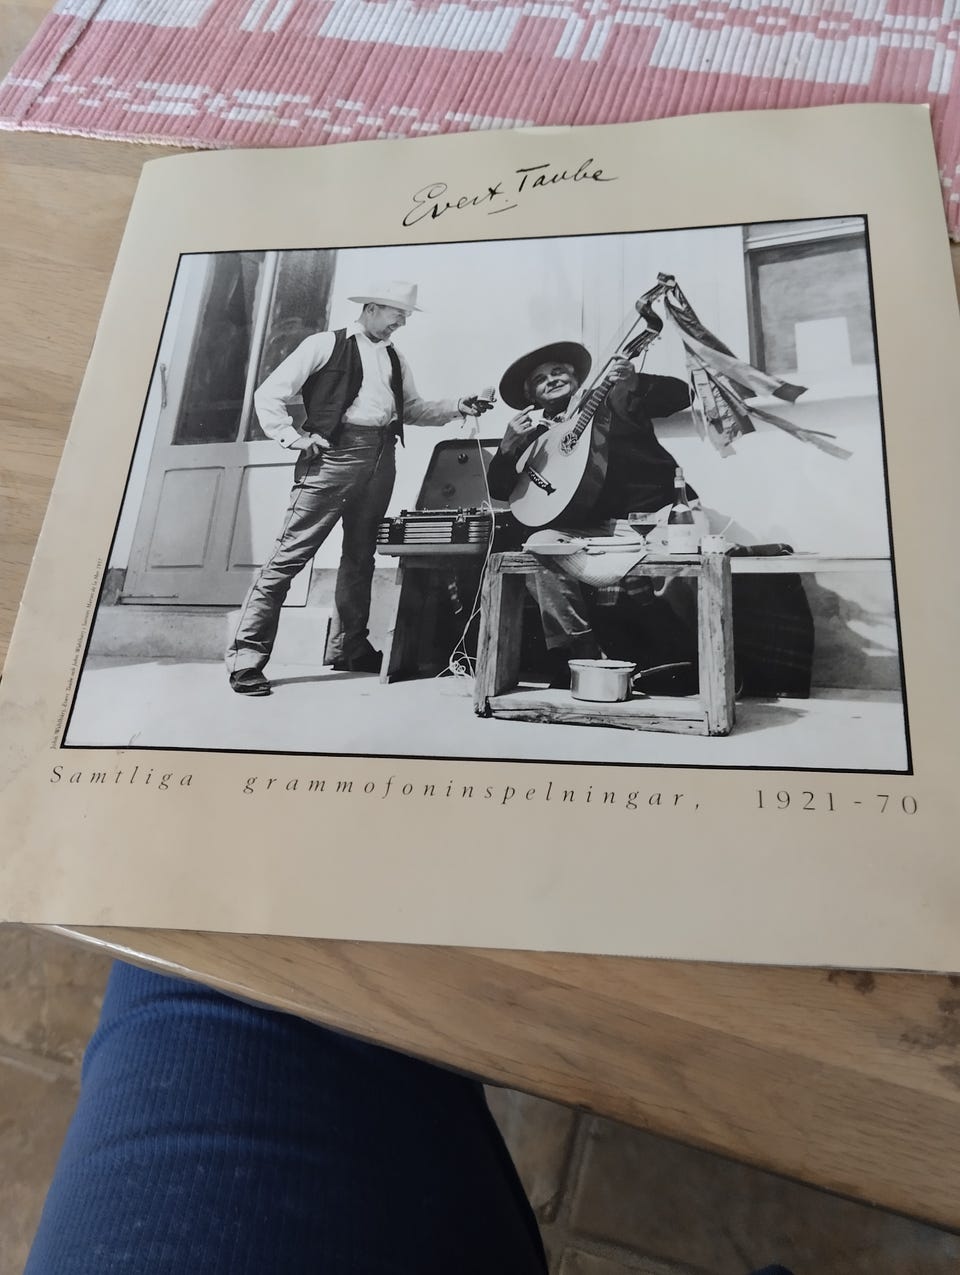 Evert Taube
Samtliga grammofoninspelningar, 1921-70